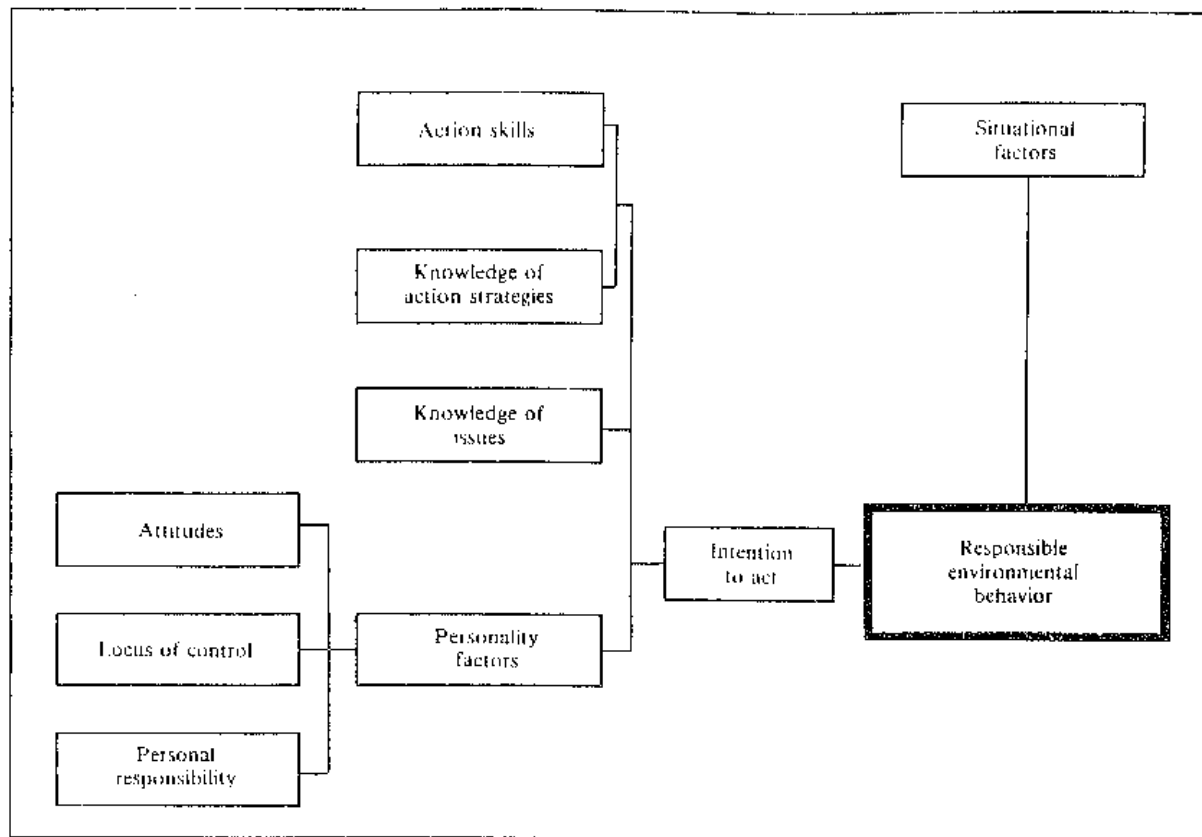 Action skills
Situational
factors
Knowledge of
action strategies
Knowledge of
issues
Attitudes
Intention
to act
Responsible
environmental
behavior
Locus of control
Personality
factors
Personal
responsibility